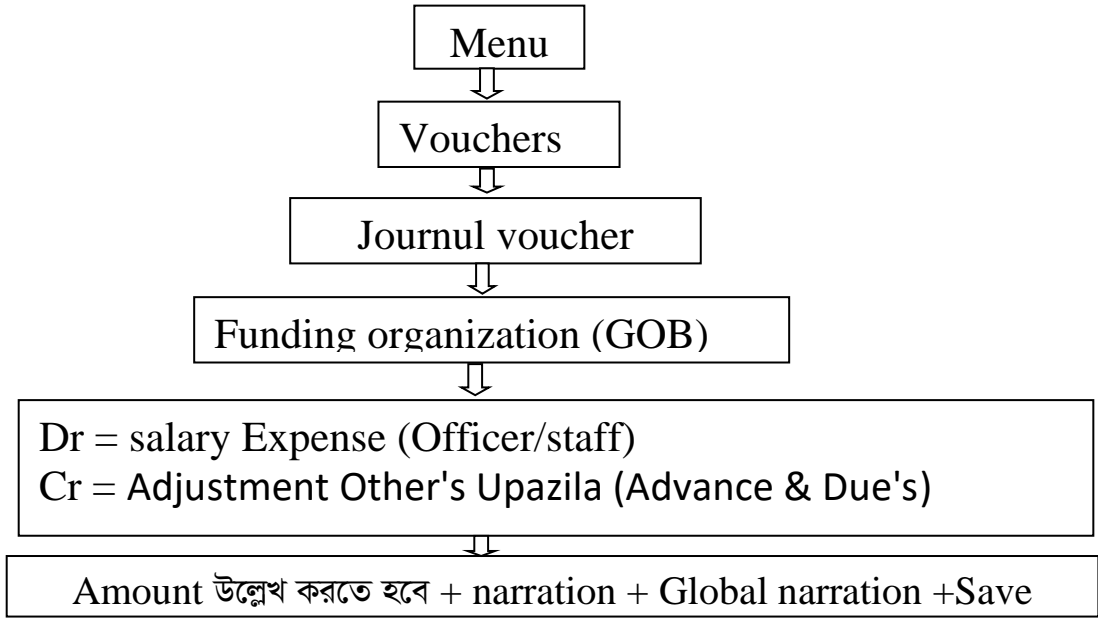 Menu
Vouchers
Journul voucher
Funding organization (GOB)
Dr = salary Expense (Officer/staff)
Cr = Adjustment Other's Upazila (Advance & Due's)
Amount উল্লেখ করতে হবে + narration + Global narration +Save